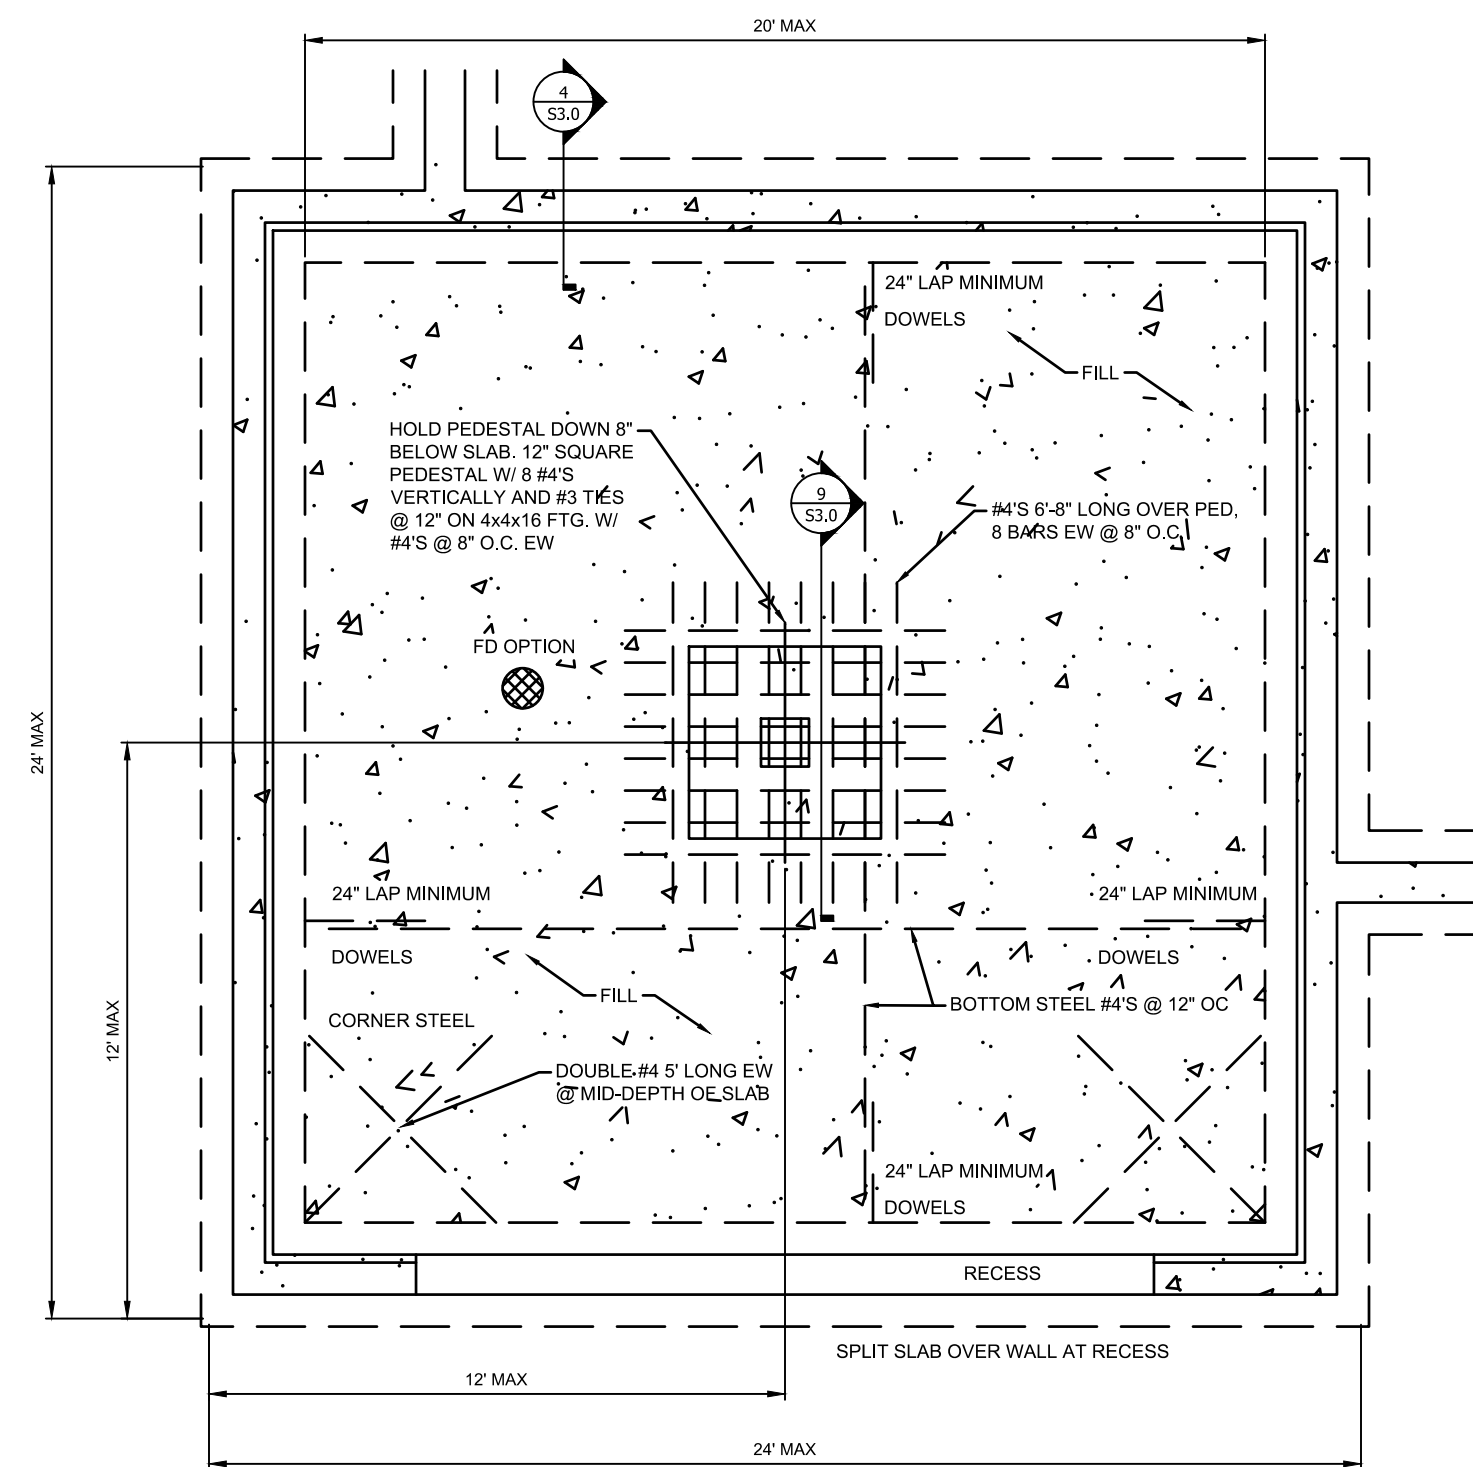 20' MAX
4
S3.0
24" LAP MINIMUM
DOWELS
FILL
HOLD PEDESTAL DOWN 8"
BELOW SLAB. 12" SQUARE
PEDESTAL W/ 8 #4'S
VERTICALLY AND #3 TIES
@ 12" ON 4x4x16 FTG. W/
#4'S @ 8" O.C. EW
9
S3.0
#4'S 6'-8" LONG OVER PED,
8 BARS EW @ 8" O.C.
FD OPTION
24' MAX
24" LAP MINIMUM
24" LAP MINIMUM
DOWELS
DOWELS
FILL
BOTTOM STEEL #4'S @ 12" OC
CORNER STEEL
12' MAX
DOUBLE #4 5' LONG EW
@ MID-DEPTH OF SLAB
24" LAP MINIMUM
DOWELS
RECESS
SPLIT SLAB OVER WALL AT RECESS
12' MAX
24' MAX